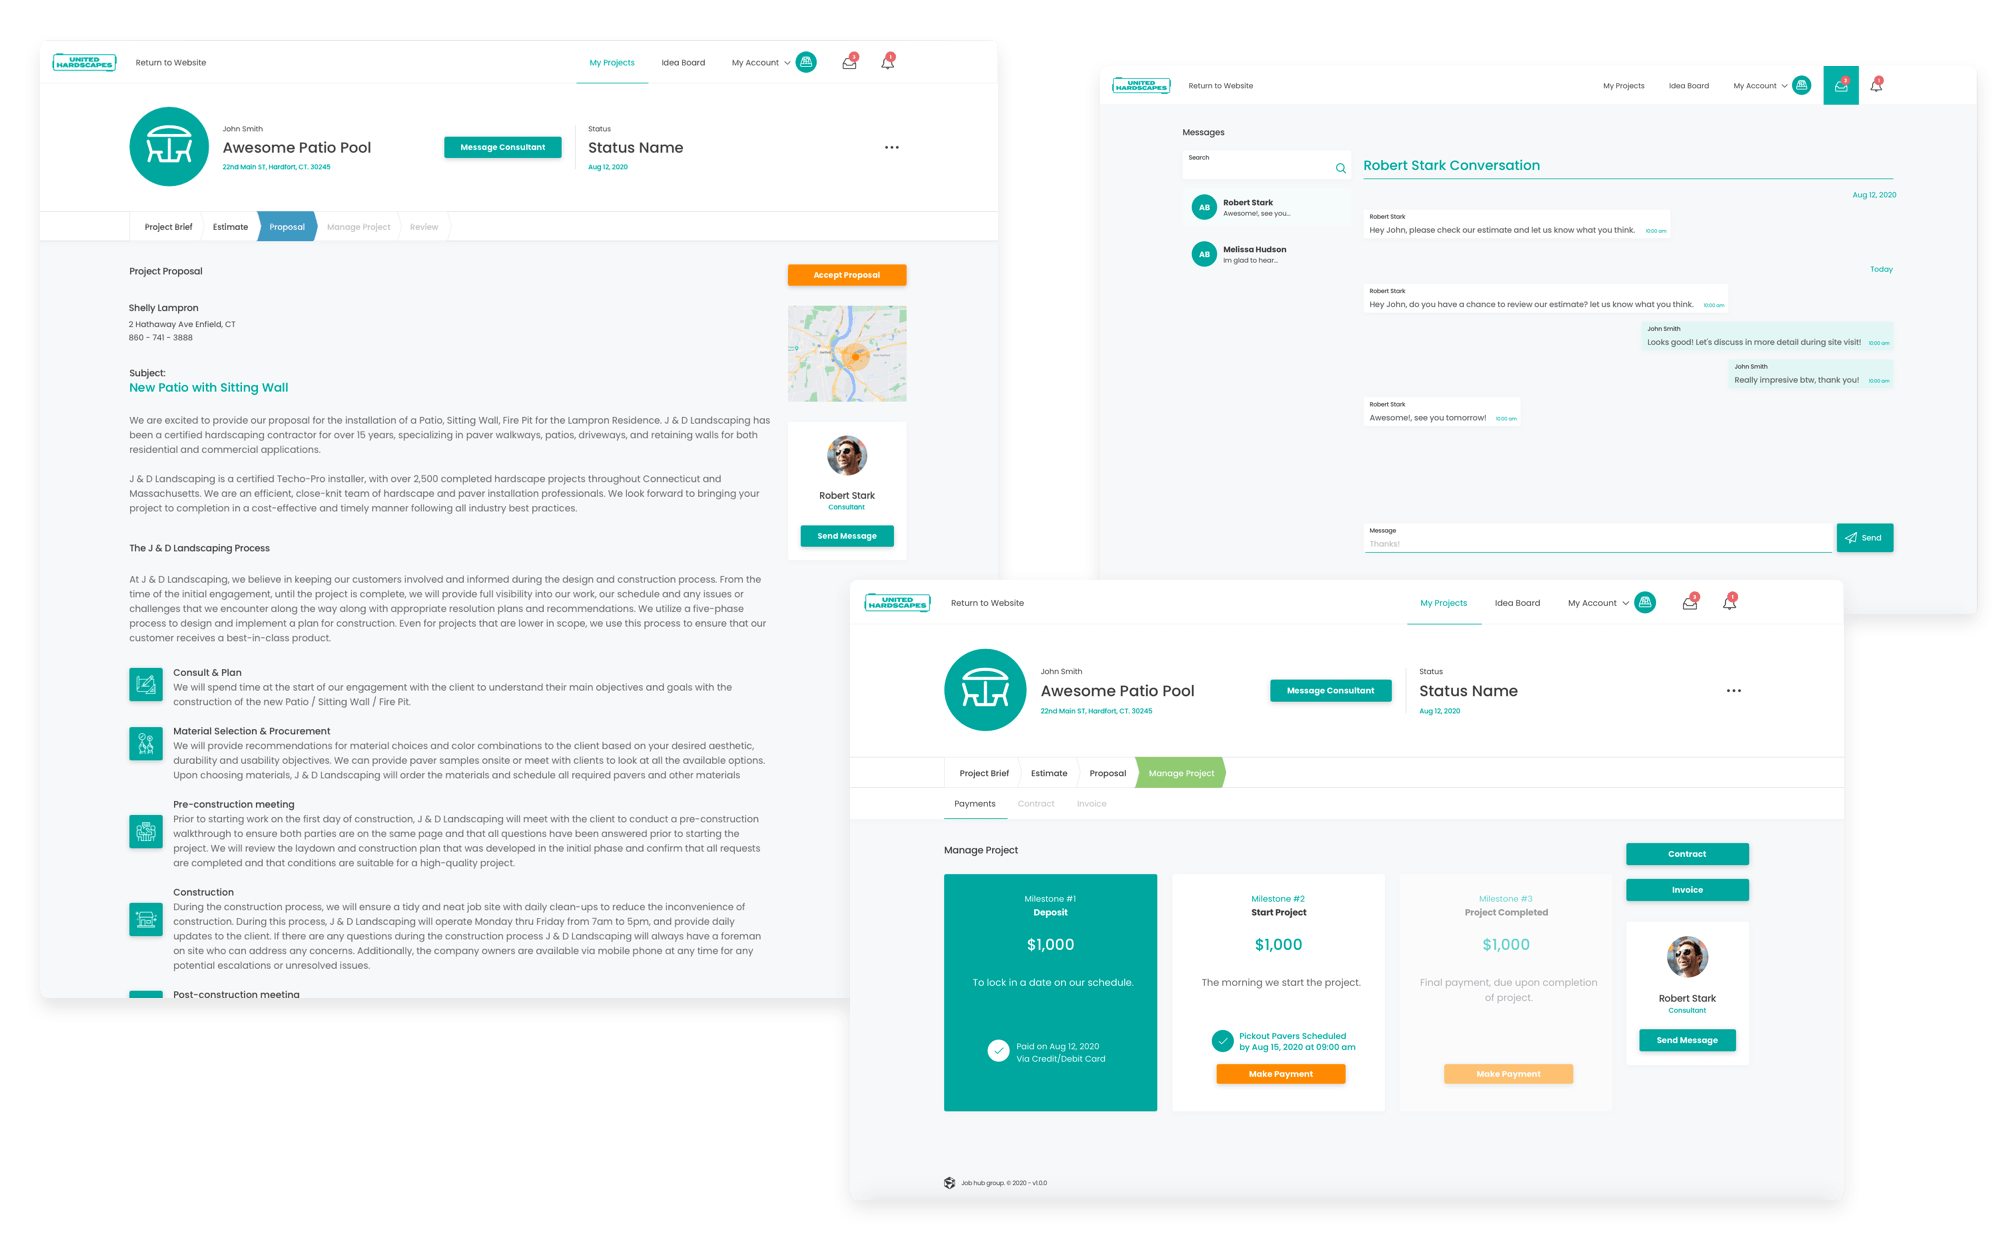 UNITED
HARDSCAPES
Return to Website
My Projects
Idea Board
My Account
3
1
John Smith
Awesome Patio Pool
22nd Main ST, Hardfort, CT. 30245
Message Consultant
Status
Status Name
Aug 12, 2020
Project Brief
Estimate
Proposal
Manage Project
Review
Project Proposal
Accept Proposal
Shelly Lampron
2 Hathaway Ave Enfield, CT
860 - 741 - 3888
Subject:
New Patio with Sitting Wall
We are excited to provide our proposal for the installation of a Patio, Sitting Wall, Fire Pit for the Lampron Residence. J & D Landscaping has
been a certified hardscaping contractor for over 15 years, specializing in paver walkways, patios, driveways, and retaining walls for both
residential and commercial applications.
J & D Landscaping is a certified Techo-Pro installer, with over 2,500 completed hardscape projects throughout Connecticut and
Massachusetts. We are an efficient, close-knit team of hardscape and paver installation professionals. We look forward to bringing your
project to completion in a cost-effective and timely manner following all industry best practices.
Robert Stark
Consultant
Send Message
The J & D Landscaping Process
At J & D Landscaping, we believe in keeping our customers involved and informed during the design and construction process. From the
time of the initial engagement, until the project is complete, we will provide full visibility into our work, our schedule and any issues or
challenges that we encounter along the way along with appropriate resolution plans and recommendations. We utilize a five-phase
process to design and implement a plan for construction. Even for projects that are lower in scope, we use this process to ensure that our
customer receives a best-in-class product.
Consult & Plan
We will spend time at the start of our engagement with the client to understand their main objectives and goals with the
construction of the new Patio / Sitting Wall / Fire Pit.
Material Selection & Procurement
We will provide recommendations for material choices and color combinations to the client based on your desired aesthetic,
durability and usability objectives. We can provide paver samples onsite or meet with clients to look at all the available options.
Upon choosing materials, J & D Landscaping will order the materials and schedule all required pavers and other materials
Pre-construction meeting
Prior to starting work on the first day of construction, J & D Landscaping will meet with the client to conduct a pre-construction
walkthrough to ensure both parties are on the same page and that all questions have been answered prior to starting the
project. We will review the laydown and construction plan that was developed in the initial phase and confirm that all requests
are completed and that conditions are suitable for a high-quality project.
Construction
During the construction process, we will ensure a tidy and neat job site with daily clean-ups to reduce the inconvenience of
construction. During this process, J & D Landscaping will operate Monday thru Friday from 7am to 5pm, and provide daily
updates to the client. If there are any questions during the construction process J & D Landscaping will always have a foreman
on site who can address any concerns. Additionally, the company owners are available via mobile phone at any time for any
potential escalations or unresolved issues.
Post-construction meeting
UNITED
HARDSCAPES
Return to Website
My Projects
Idea Board
My Account
3
1
Messages
Search
AB
Robert Stark
Awesome!, see you...
AB
Melissa Hudson
Im glad to hear...
Robert Stark Conversation
Aug 12, 2020
Robert Stark
Hey John, please check our estimate and let us know what you think. 10:00 am
Today
Robert Stark
Hey John, do you have a chance to review our estimate? let us know what you think. 10:00 am
John Smith
Looks good! Let's discuss in more detail during site visit! 10:00 am
John Smith
Really impresive btw, thank you! 10:00 am
Robert Stark
Awesome!, see you tomorrow! 10:00 am
Message
Thanks!
Send
UNITED
HARDSCAPES
Return to Website
My Projects
Idea Board
My Account
3
1
John Smith
Awesome Patio Pool
22nd Main ST, Hardfort, CT. 30245
Message Consultant
Status
Status Name
Aug 12, 2020
Project Brief
Estimate
Proposal
Manage Project
Payments
Contract
Invoice
Manage Project
Milestone #1
Deposit
$1,000
To lock in a date on our schedule.
Paid on Aug 12, 2020
Via Credit/Debit Card
Milestone #2
Start Project
$1,000
The morning we start the project.
Pickout Pavers Scheduled
by Aug 15, 2020 at 09:00 am
Make Payment
Milestone #3
Project Completed
$1,000
Final payment, due upon completion
of project.
Make Payment
Contract
Invoice
Robert Stark
Consultant
Send Message
Job hub group. © 2020 - v1.0.0